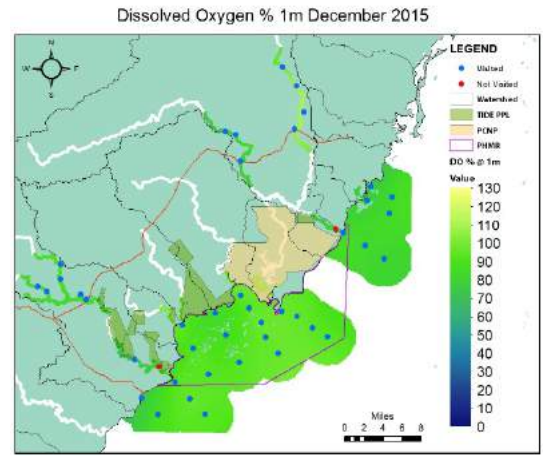 Dissolved Oxygen % 1m December 2015
N
W
E
S
LEGEND
Visited
Not Visited
Watershed
TIDE PPL
PCNP
PHMR
DO % @ 1m
Value
130
120
110
100
90
80
70
60
50
40
30
20
10
0
Miles
0 1 2 4 6 8